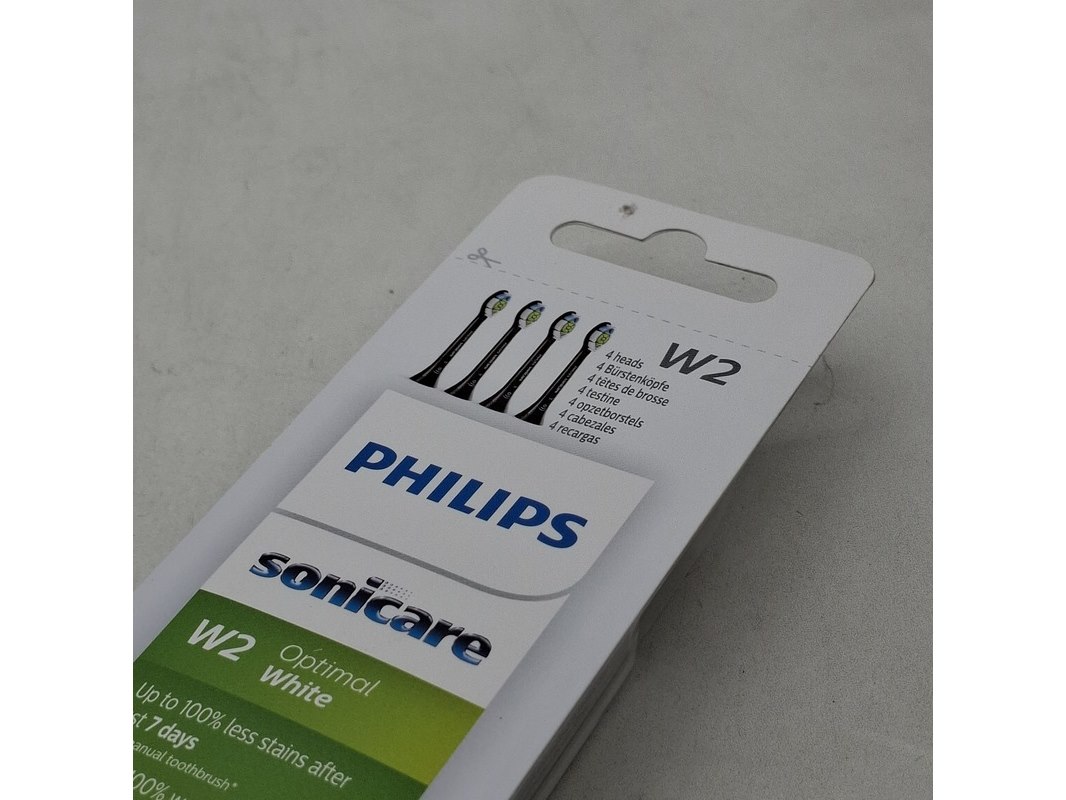 W2
4 heads
4 Bürstenköpfe
4 têtes de brosse
4 testine
4 opzetborstels
4 cabezales
4 recargas
PHILIPS
sonicare
W2 Optimal
White
Up to 100% less stains after
7 days
toothbrush*